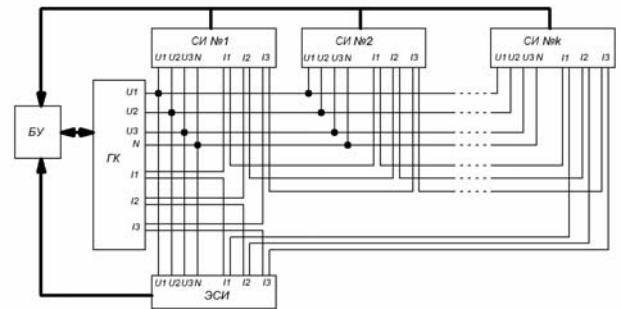 СИ №1 СИ №2 СИ №k
U1 U2 U3 N I1 I2 I3 U1 U2 U3 N I1 I2 I3 U1 U2 U3 N I1 I2 I3
U1
U2
БУ U3
N
ГК
I1
I2
I3
U1 U2 U3 N I1 I2 I3
ЭСИ